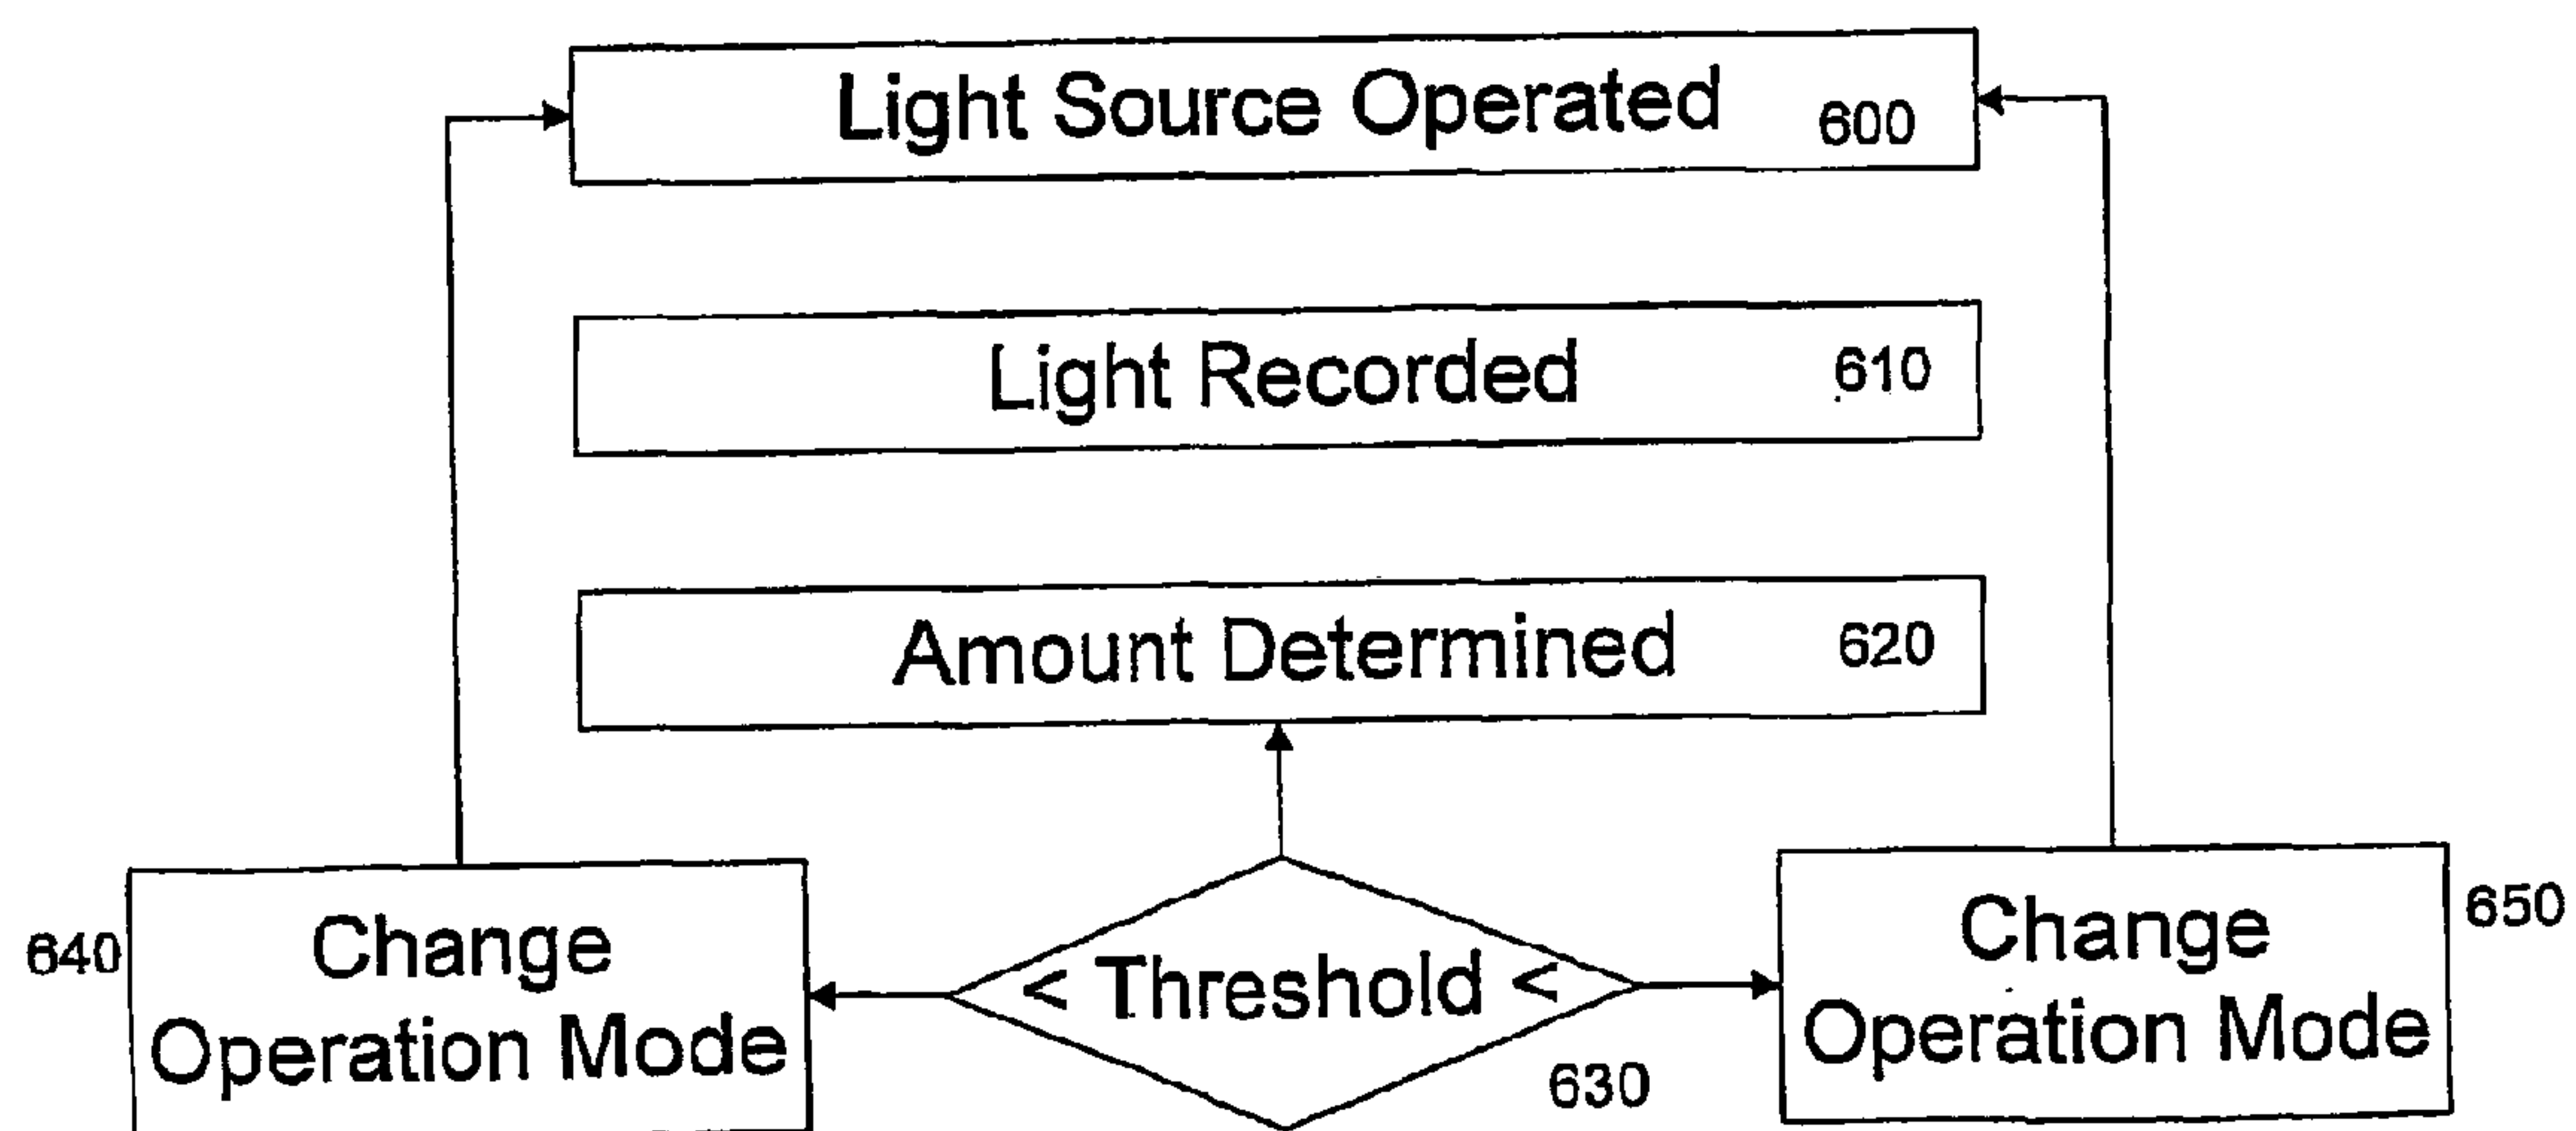 Light Source Operated 600
Light Recorded 610
Amount Determined 620
640
Change
Operation Mode
< Threshold <
630
Change
Operation Mode
650